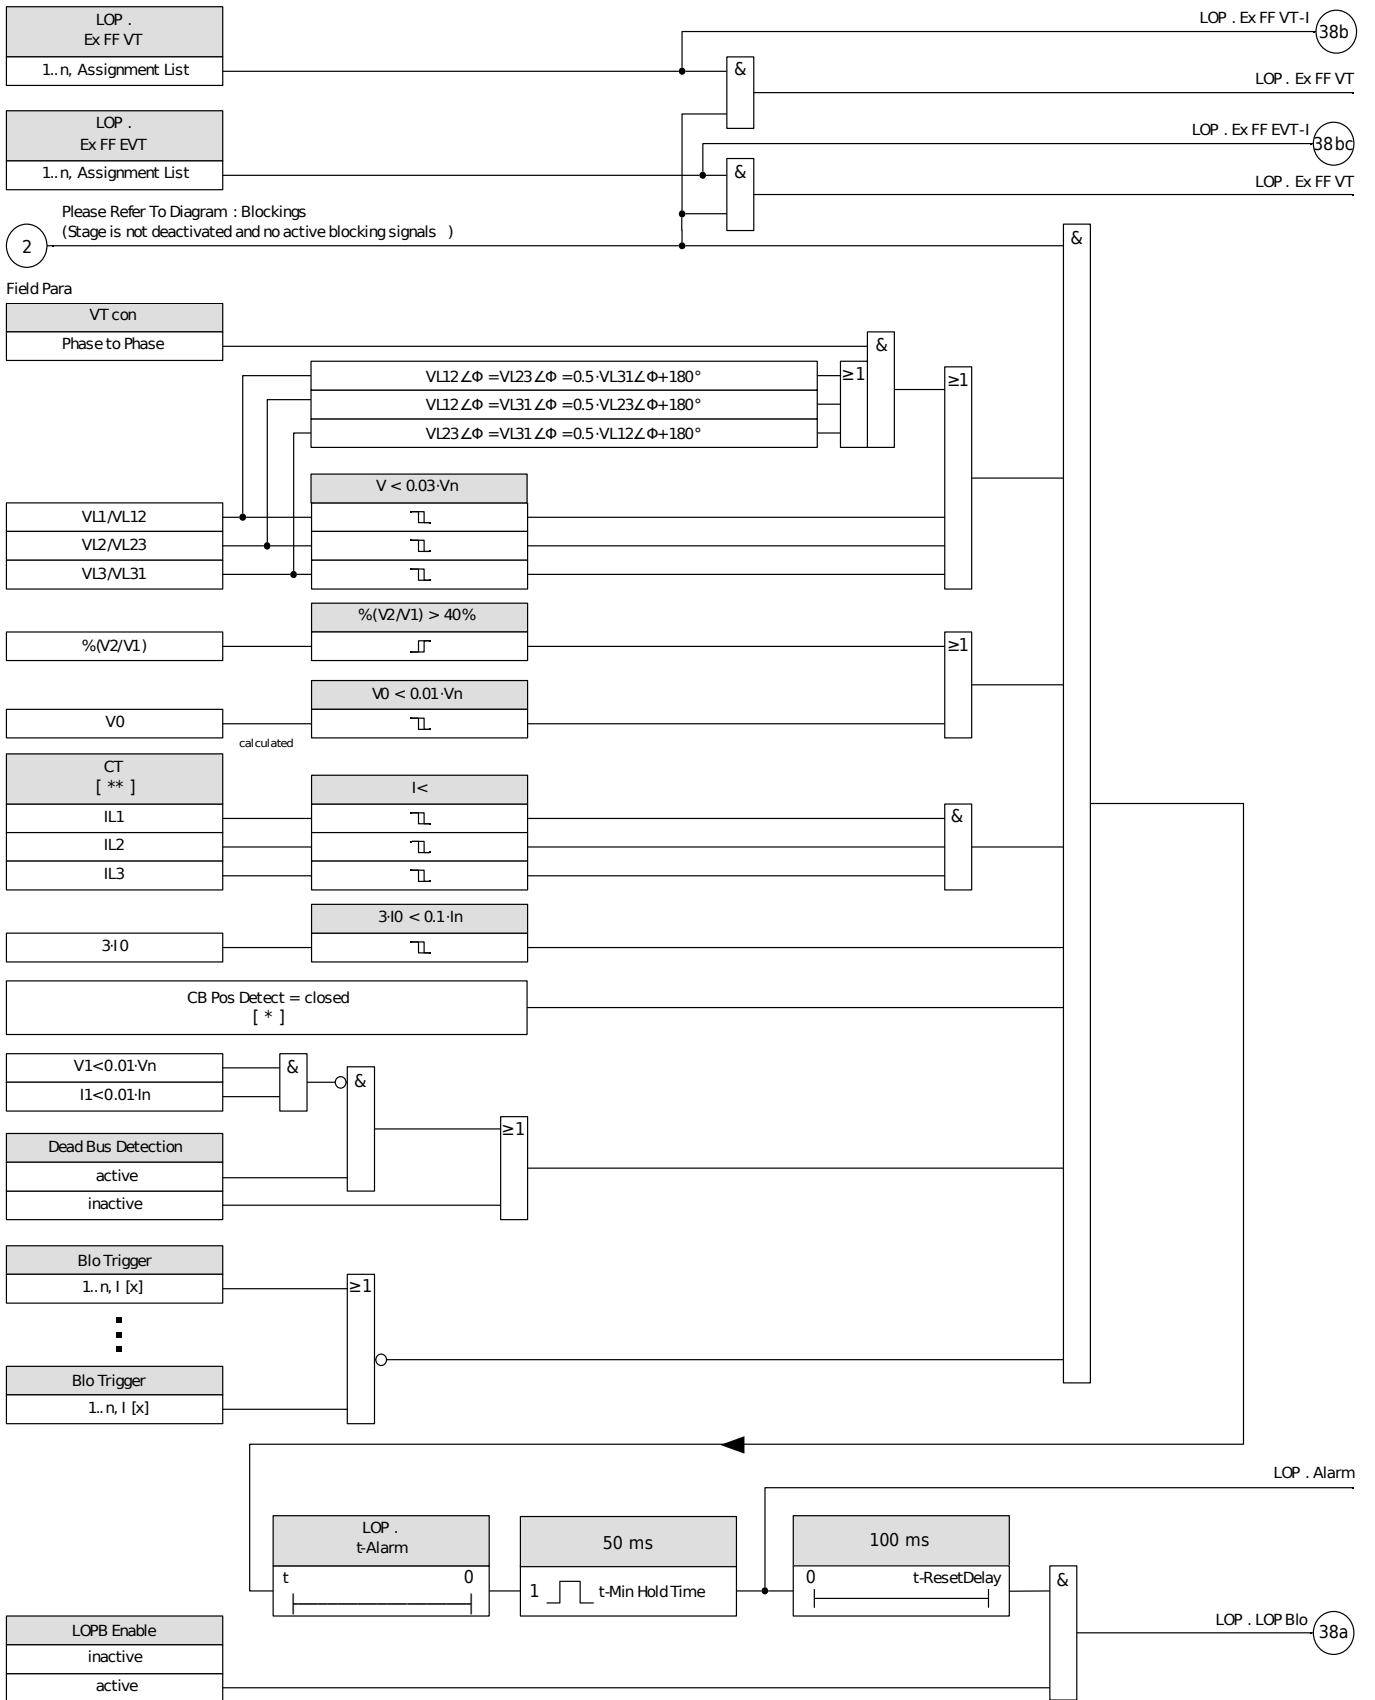 LOP .
Ex FF VT
1..n, Assignment List
LOP . Ex FF VT-I
38b
&
LOP . Ex FF VT
LOP .
Ex FF EVT
1..n, Assignment List
LOP . Ex FF EVT-I
38bc
&
LOP . Ex FF VT
Please Refer To Diagram : Blockings
(Stage is not deactivated and no active blocking signals )
2
&
Field Para
VT con
Phase to Phase
&
VL12∠Φ =VL23∠Φ =0.5·VL31∠Φ+180°
≥1
≥1
VL12∠Φ =VL31∠Φ =0.5·VL23∠Φ+180°
VL23∠Φ =VL31∠Φ =0.5·VL12∠Φ+180°
V < 0.03·Vn
VL1/VL12
VL2/VL23
VL3/VL31
%(V2/V1) > 40%
%(V2/V1)
≥1
V0 < 0.01·Vn
V0
calculated
CT
[ ** ]
I<
IL1
&
IL2
IL3
3·I0 < 0.1·In
3·I0
CB Pos Detect = closed
[ * ]
V1<0.01·Vn
&
&
I1<0.01·In
≥1
Dead Bus Detection
active
inactive
Blo Trigger
1..n, I [x]
≥1
Blo Trigger
1..n, I [x]
LOP . Alarm
LOP .
t-Alarm
t 0
50 ms
1 t-Min Hold Time
100 ms
0 t-ResetDelay
&
LOPB Enable
inactive
active
LOP . LOP Blo
38a